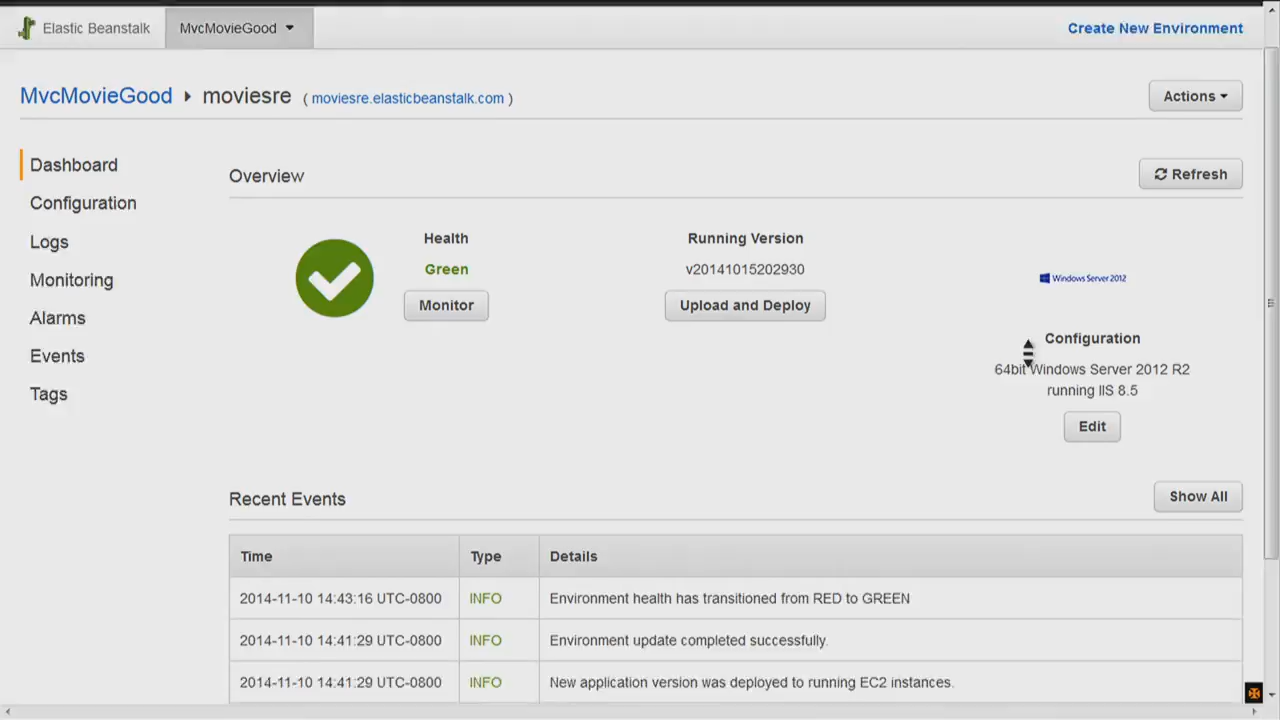 Elastic Beanstalk
MvcMovieGood
Create New Environment
MvcMovieGood moviesre ( moviesre.elasticbeanstalk.com )
Actions
Dashboard
Configuration
Logs
Monitoring
Alarms
Events
Tags
Overview
Refresh
Health
Green
Monitor
Running Version
v20141015202930
Upload and Deploy
Windows Server 2012
Configuration
64bit Windows Server 2012 R2
running IIS 8.5
Edit
Recent Events
Show All
Time Type Details
2014-11-10 14:43:16 UTC-0800 INFO Environment health has transitioned from RED to GREEN
2014-11-10 14:41:29 UTC-0800 INFO Environment update completed successfully.
2014-11-10 14:41:29 UTC-0800 INFO New application version was deployed to running EC2 instances.